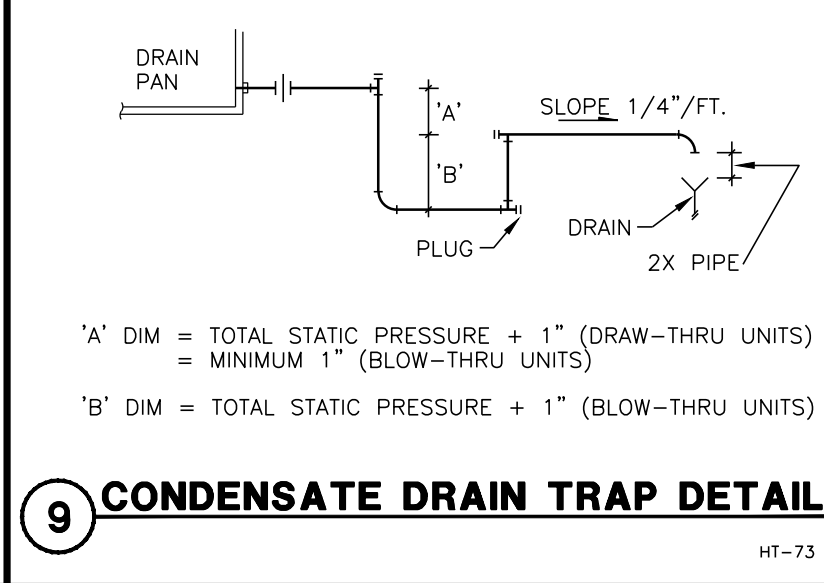 DRAIN
PAN
'A'
SLOPE 1/4"/FT.
'B'
DRAIN
PLUG
2X PIPE
'A' DIM = TOTAL STATIC PRESSURE + 1" (DRAW-THRU UNITS)
= MINIMUM 1" (BLOW-THRU UNITS)
'B' DIM = TOTAL STATIC PRESSURE + 1" (BLOW-THRU UNITS)
9 CONDENSATE DRAIN TRAP DETAIL
HT-73